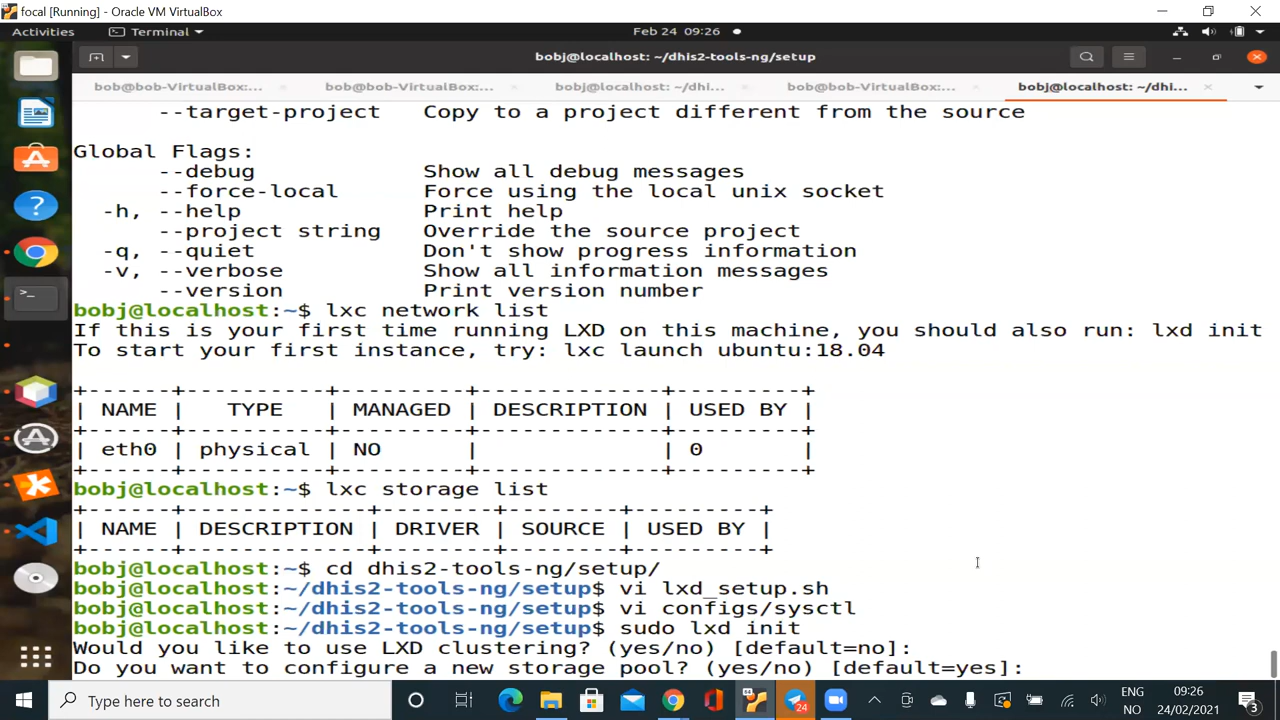 focal [Running] - Oracle VM VirtualBox
Activities Terminal Feb 24 09:26
bobj@localhost: ~/dhis2-tools-ng/setup
bob@bob-VirtualBox:... bob@bob-VirtualBox:... bobj@localhost: ~/dhi... bob@bob-VirtualBox:... bobj@localhost: ~/dhi...
--target-project Copy to a project different from the source
Global Flags:
--debug Show all debug messages
--force-local Force using the local unix socket
-h, --help Print help
--project string Override the source project
-q, --quiet Don't show progress information
-v, --verbose Show all information messages
--version Print version number
bobj@localhost:~$ lxc network list
If this is your first time running LXD on this machine, you should also run: lxd init
To start your first instance, try: lxc launch ubuntu:18.04
+------+----------+---------+-------------+---------+
| NAME | TYPE | MANAGED | DESCRIPTION | USED BY |
+------+----------+---------+-------------+---------+
| eth0 | physical | NO | | 0 |
+------+----------+---------+-------------+---------+
bobj@localhost:~$ lxc storage list
+------+-------------+--------+--------+---------+
| NAME | DESCRIPTION | DRIVER | SOURCE | USED BY |
+------+-------------+--------+--------+---------+
bobj@localhost:~$ cd dhis2-tools-ng/setup/
bobj@localhost:~/dhis2-tools-ng/setup$ vi lxd_setup.sh
bobj@localhost:~/dhis2-tools-ng/setup$ vi configs/sysctl
bobj@localhost:~/dhis2-tools-ng/setup$ sudo lxd init
Would you like to use LXD clustering? (yes/no) [default=no]:
Do you want to configure a new storage pool? (yes/no) [default=yes]:
Type here to search
24
ENG
NO
09:26
24/02/2021
3